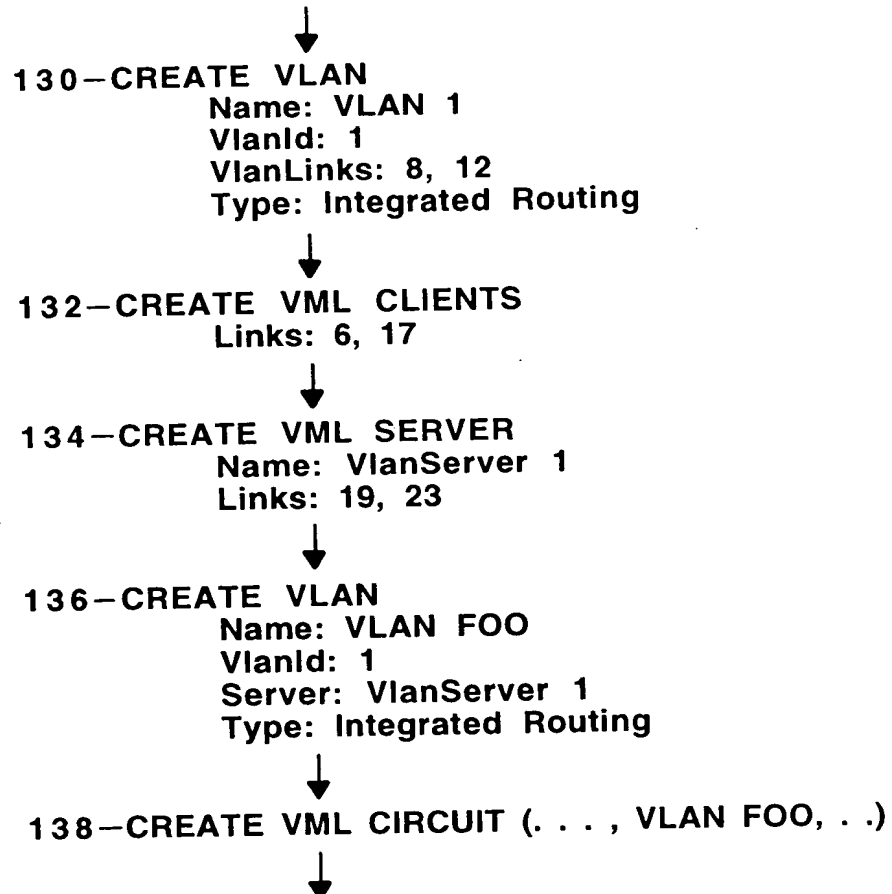 130—CREATE VLAN
Name: VLAN 1
VlanId: 1
VlanLinks: 8, 12
Type: Integrated Routing
132—CREATE VML CLIENTS
Links: 6, 17
134—CREATE VML SERVER
Name: VlanServer 1
Links: 19, 23
136—CREATE VLAN
Name: VLAN FOO
VlanId: 1
Server: VlanServer 1
Type: Integrated Routing
138—CREATE VML CIRCUIT (. . . , VLAN FOO, . .)